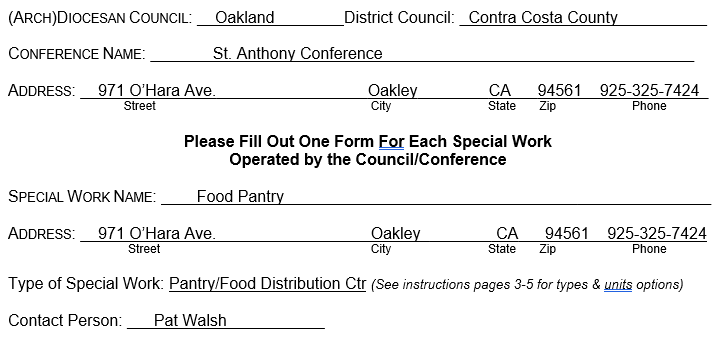 (ARCH)DIOCESAN COUNCIL: Oakland District Council: Contra Costa County
CONFERENCE NAME: St. Anthony Conference
ADDRESS: 971 O'Hara Ave. Oakley CA 94561 925-325-7424
Street City State Zip Phone
Please Fill Out One Form For Each Special Work
Operated by the Council/Conference
SPECIAL WORK NAME: Food Pantry
ADDRESS: 971 O'Hara Ave. Oakley CA 94561 925-325-7424
Street City State Zip Phone
Type of Special Work: Pantry/Food Distribution Ctr (See instructions pages 3-5 for types & units options)
Contact Person: Pat Walsh